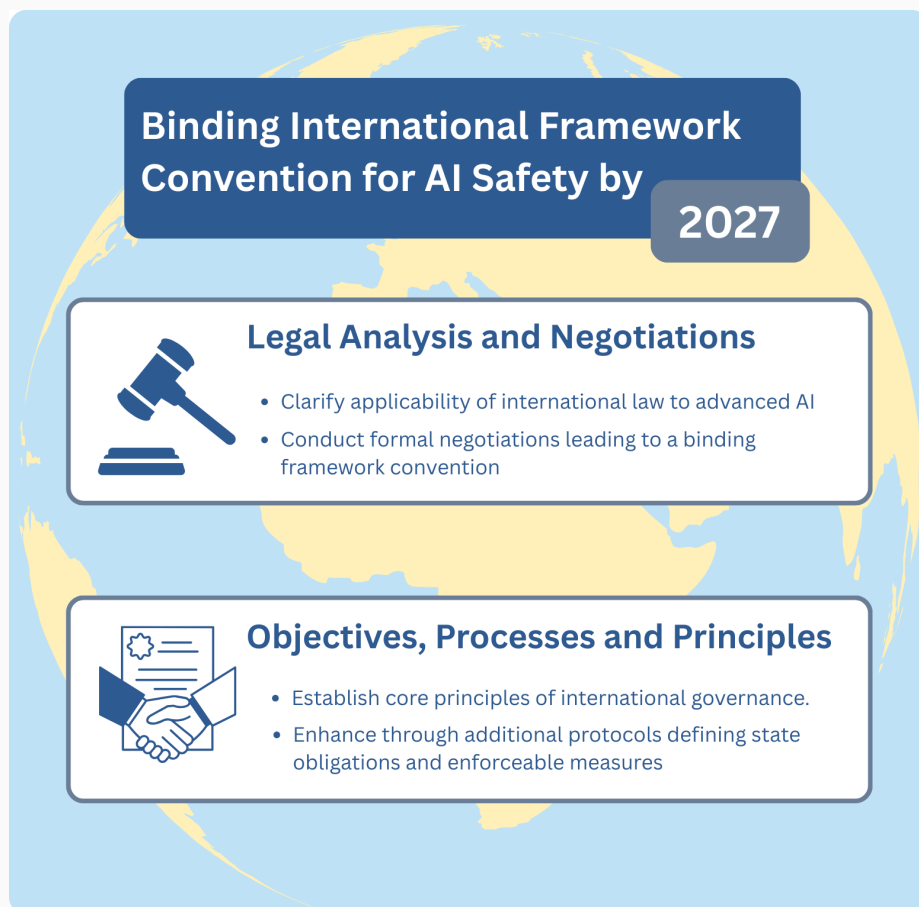 Binding International Framework
Convention for AI Safety by
2027
Legal Analysis and Negotiations
• Clarify applicability of international law to advanced AI
• Conduct formal negotiations leading to a binding
framework convention
Objectives, Processes and Principles
• Establish core principles of international governance.
• Enhance through additional protocols defining state
obligations and enforceable measures